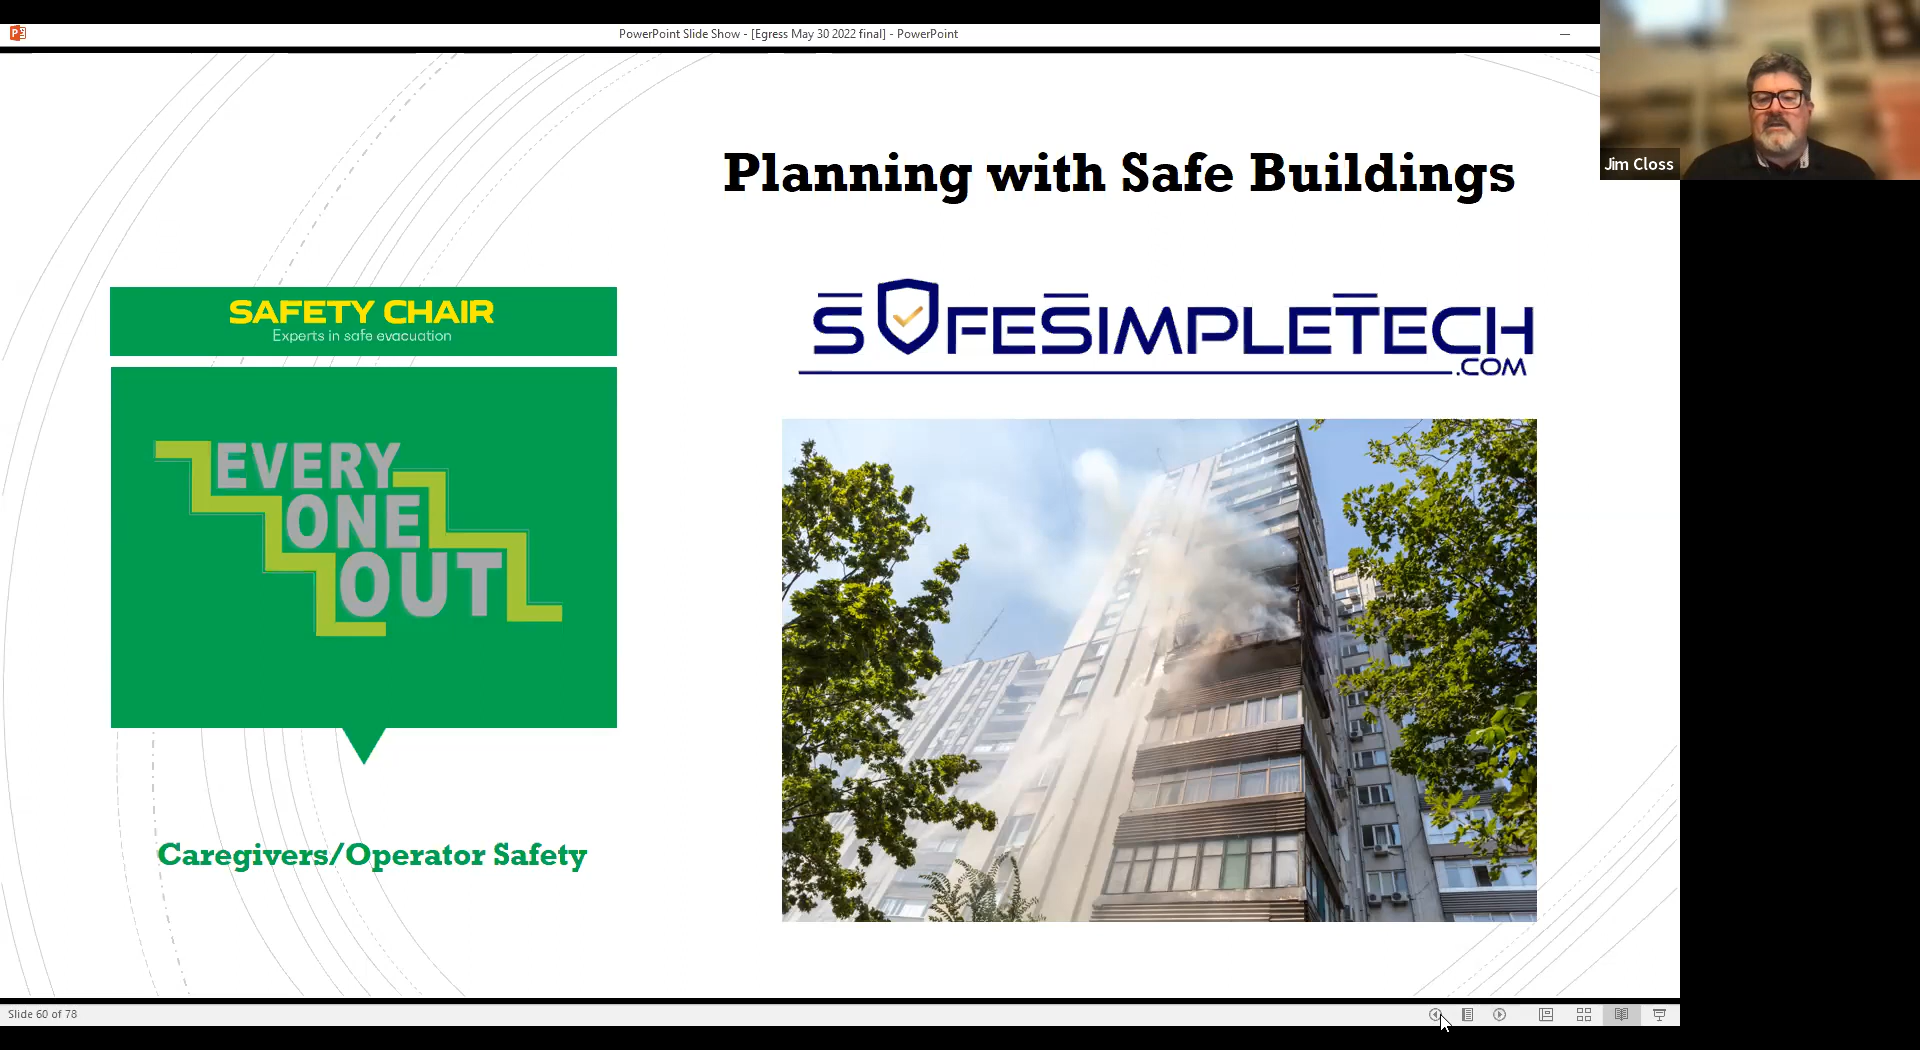 PowerPoint Slide Show - [Egress May 30 2022 final] - PowerPoint
Jim Closs
Planning with Safe Buildings
SAFETY CHAIR
Experts in safe evacuation
SAFESIMPLETECH
.COM
EVERY
ONE
OUT
Caregivers/Operator Safety
Slide 60 of 78